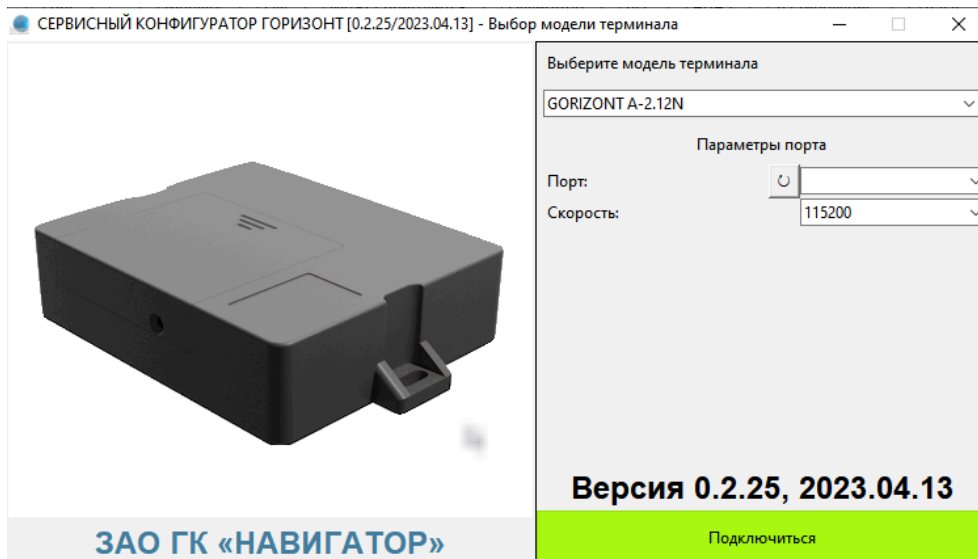 СЕРВИСНЫЙ КОНФИГУРАТОР ГОРИЗОНТ [0.2.25/2023.04.13] - Выбор модели терминала
Выберите модель терминала
GORIZONT A-2.12N
Параметры порта
Порт:
Скорость:
115200
Версия 0.2.25, 2023.04.13
ЗАО ГК «НАВИГАТОР»
Подключиться